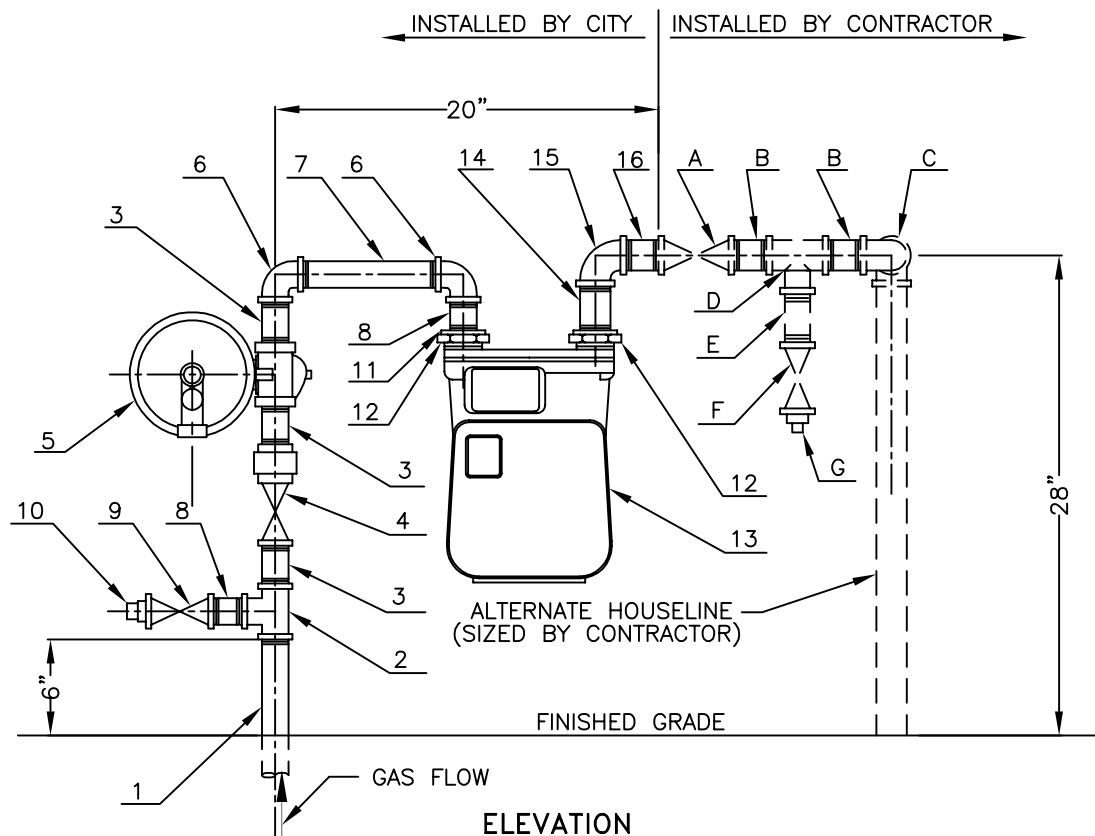 INSTALLED BY CITY
INSTALLED BY CONTRACTOR
20"
6
7
6
14
15
16
A
B
B
C
3
8
D
11
E
12
F
5
3
12
G
28"
10
9
8
4
13
3
ALTERNATE HOUSELINE
(SIZED BY CONTRACTOR)
2
6"
FINISHED GRADE
1
GAS FLOW
ELEVATION